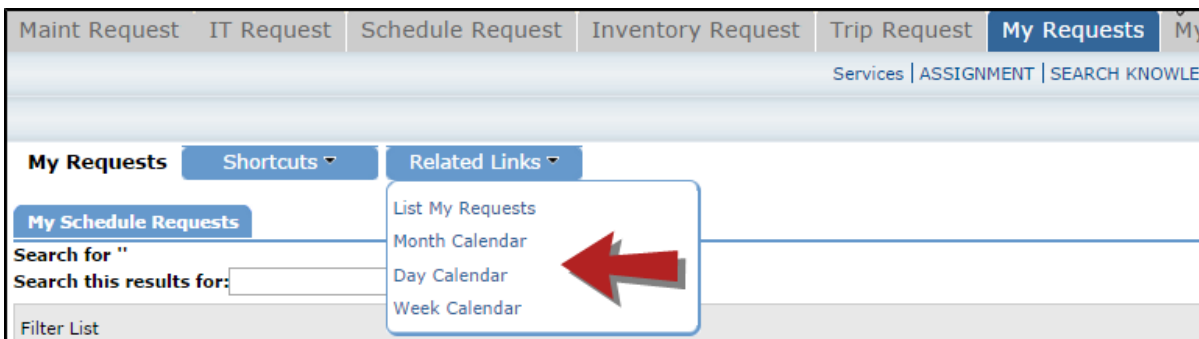 Maint Request IT Request Schedule Request Inventory Request Trip Request My Requests My
Services | ASSIGNMENT | SEARCH KNOWLE
My Requests Shortcuts Related Links
List My Requests
Month Calendar
Day Calendar
Week Calendar
My Schedule Requests
Search for ''
Search this results for:
Filter List